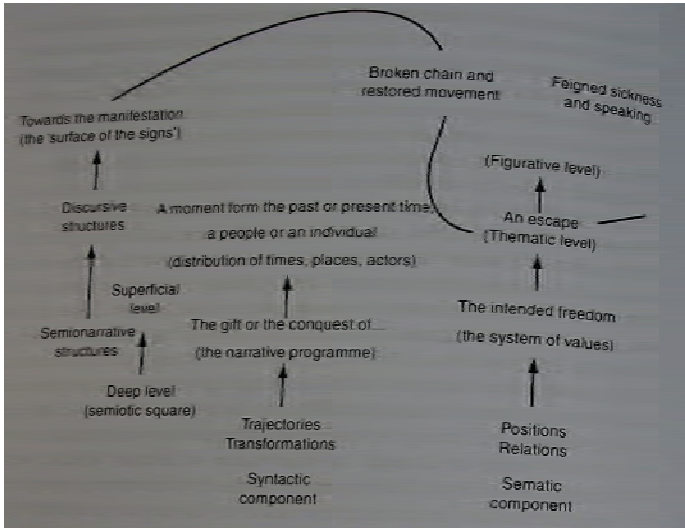 Broken chain and
restored movement
Feigned sickness
and speaking
Towards the manifestation
(the 'surface of the signs')
(Figurative level)
Discursive
structures
A moment form the past or present time,
a people or an individual
(distribution of times, places, actors)
An escape
(Thematic level)
Superficial
level
Semionarrative
structures
The gift or the conquest of...
(the narrative programme)
The intended freedom
(the system of values)
Deep level
(semiotic square)
Trajectories
Transformations
Positions
Relations
Syntactic
component
Sematic
component